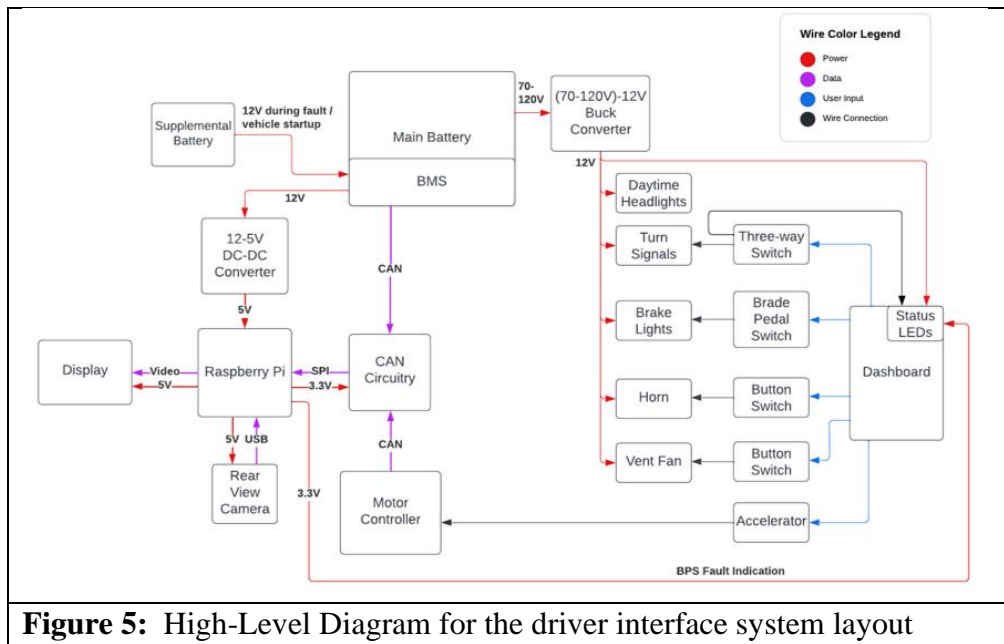 Wire Color Legend
Power
Data
User Input
Wire Connection
70-
120V
(70-120V)-12V
Buck
Converter
12V during fault /
vehicle startup
Supplemental
Battery
Main Battery
BMS
12V
12V
Daytime
Headlights
12-5V
DC-DC
Converter
Turn
Signals
Three-way
Switch
CAN
5V
Brake
Lights
Brade
Pedal
Switch
Status
LEDs
Display
Video
5V
Raspberry Pi
SPI
3.3V
CAN
Circuitry
Dashboard
Horn
Button
Switch
5V
USB
CAN
Vent Fan
Button
Switch
Rear
View
Camera
3.3V
Motor
Controller
Accelerator
BPS Fault Indication
Figure 5: High-Level Diagram for the driver interface system layout